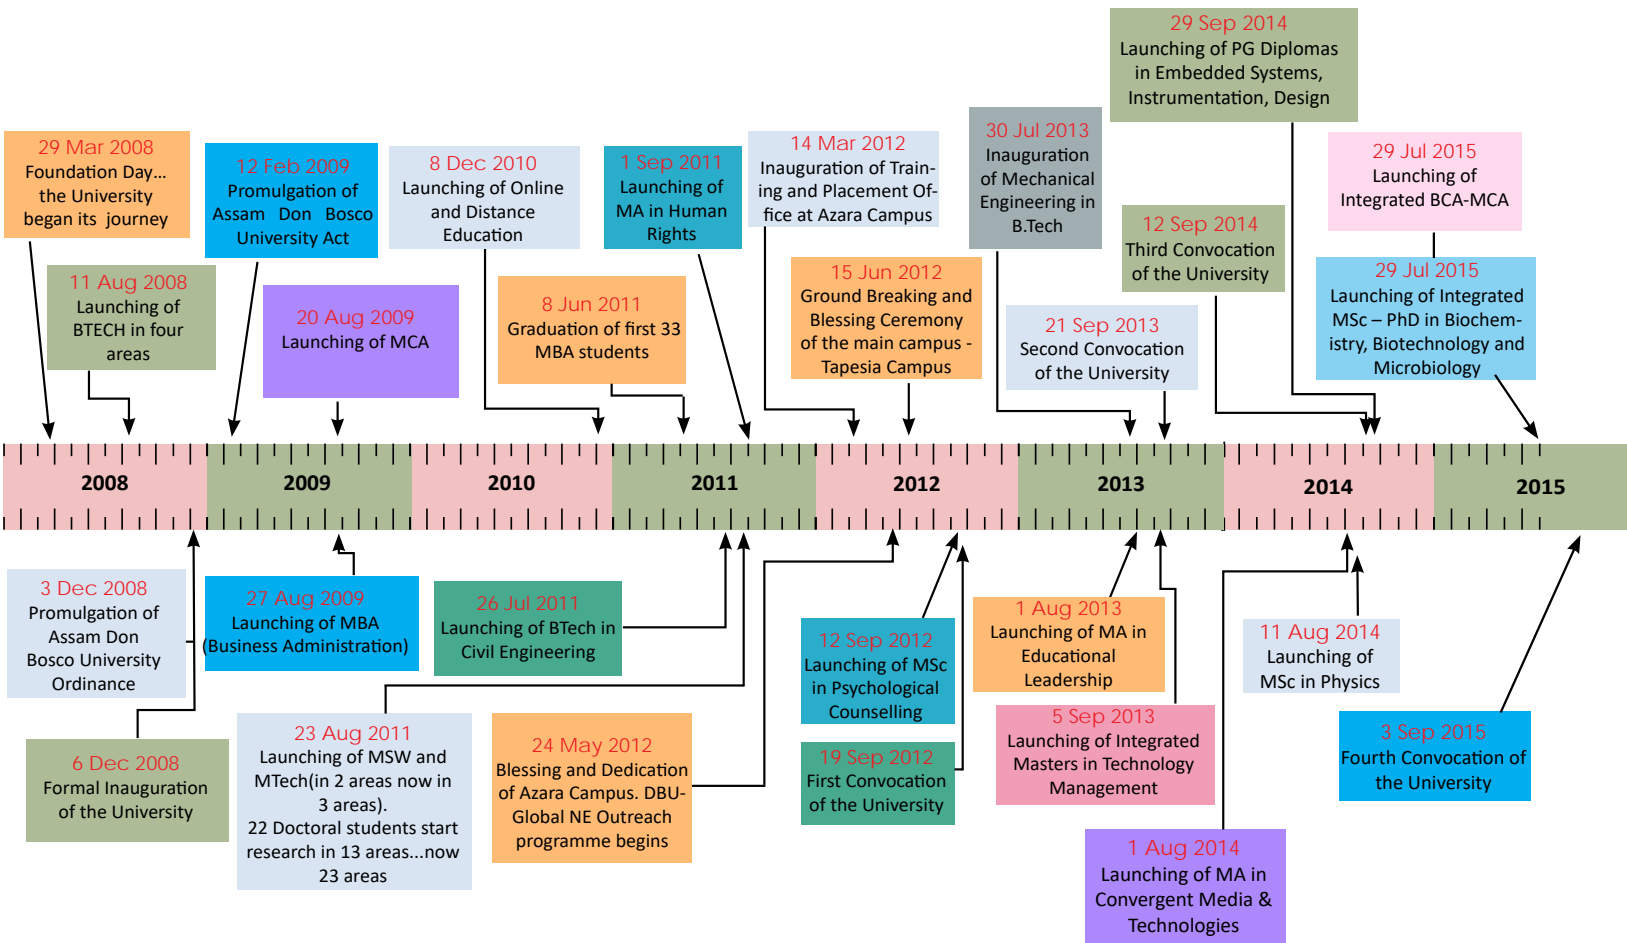 29 Sep 2014
Launching of PG Diplomas
in Embedded Systems,
Instrumentation, Design
29 Mar 2008
Foundation Day...
the University
began its journey
12 Feb 2009
Promulgation of
Assam Don Bosco
University Act
8 Dec 2010
Launching of Online
and Distance
Education
1 Sep 2011
Launching of
MA in Human
Rights
14 Mar 2012
Inauguration of Train-
ing and Placement Of-
fice at Azara Campus
30 Jul 2013
Inauguration
of Mechanical
Engineering in
B.Tech
29 Jul 2015
Launching of
Integrated BCA-MCA
12 Sep 2014
Third Convocation
of the University
11 Aug 2008
Launching of
BTECH in four
areas
20 Aug 2009
Launching of MCA
8 Jun 2011
Graduation of first 33
MBA students
15 Jun 2012
Ground Breaking and
Blessing Ceremony
of the main campus -
Tapesia Campus
21 Sep 2013
Second Convocation
of the University
29 Jul 2015
Launching of Integrated
MSc – PhD in Biochem-
istry, Biotechnology and
Microbiology
2008 2009 2010 2011 2012 2013 2014 2015
3 Dec 2008
Promulgation of
Assam Don
Bosco University
Ordinance
27 Aug 2009
Launching of MBA
(Business Administration)
26 Jul 2011
Launching of BTech in
Civil Engineering
12 Sep 2012
Launching of MSc
in Psychological
Counselling
1 Aug 2013
Launching of MA in
Educational
Leadership
11 Aug 2014
Launching of
MSc in Physics
6 Dec 2008
Formal Inauguration
of the University
23 Aug 2011
Launching of MSW and
MTech(in 2 areas now in
3 areas).
22 Doctoral students start
research in 13 areas...now
23 areas
24 May 2012
Blessing and Dedication
of Azara Campus. DBU-
Global NE Outreach
programme begins
19 Sep 2012
First Convocation
of the University
5 Sep 2013
Launching of Integrated
Masters in Technology
Management
3 Sep 2015
Fourth Convocation of
the University
1 Aug 2014
Launching of MA in
Convergent Media &
Technologies